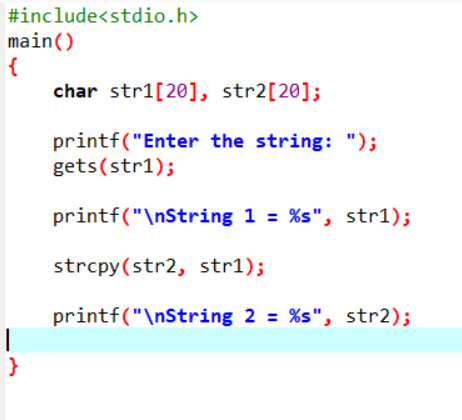 #include<stdio.h>
main()
{
char str1[20], str2[20];
printf("Enter the string: ");
gets(str1);
printf("\nString 1 = %s", str1);
strcpy(str2, str1);
printf("\nString 2 = %s", str2);
}